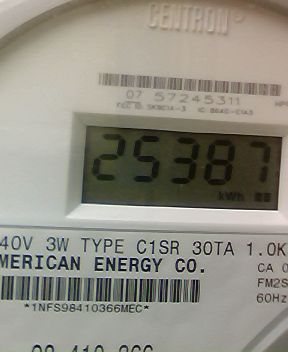 CENTRON®
07 57245311
25387
kWh
40V 3W TYPE C1SR 30TA 1.0K
MERICAN ENERGY CO.
CA 0
FM2S
60Hz
*1NFS98410366MEC*